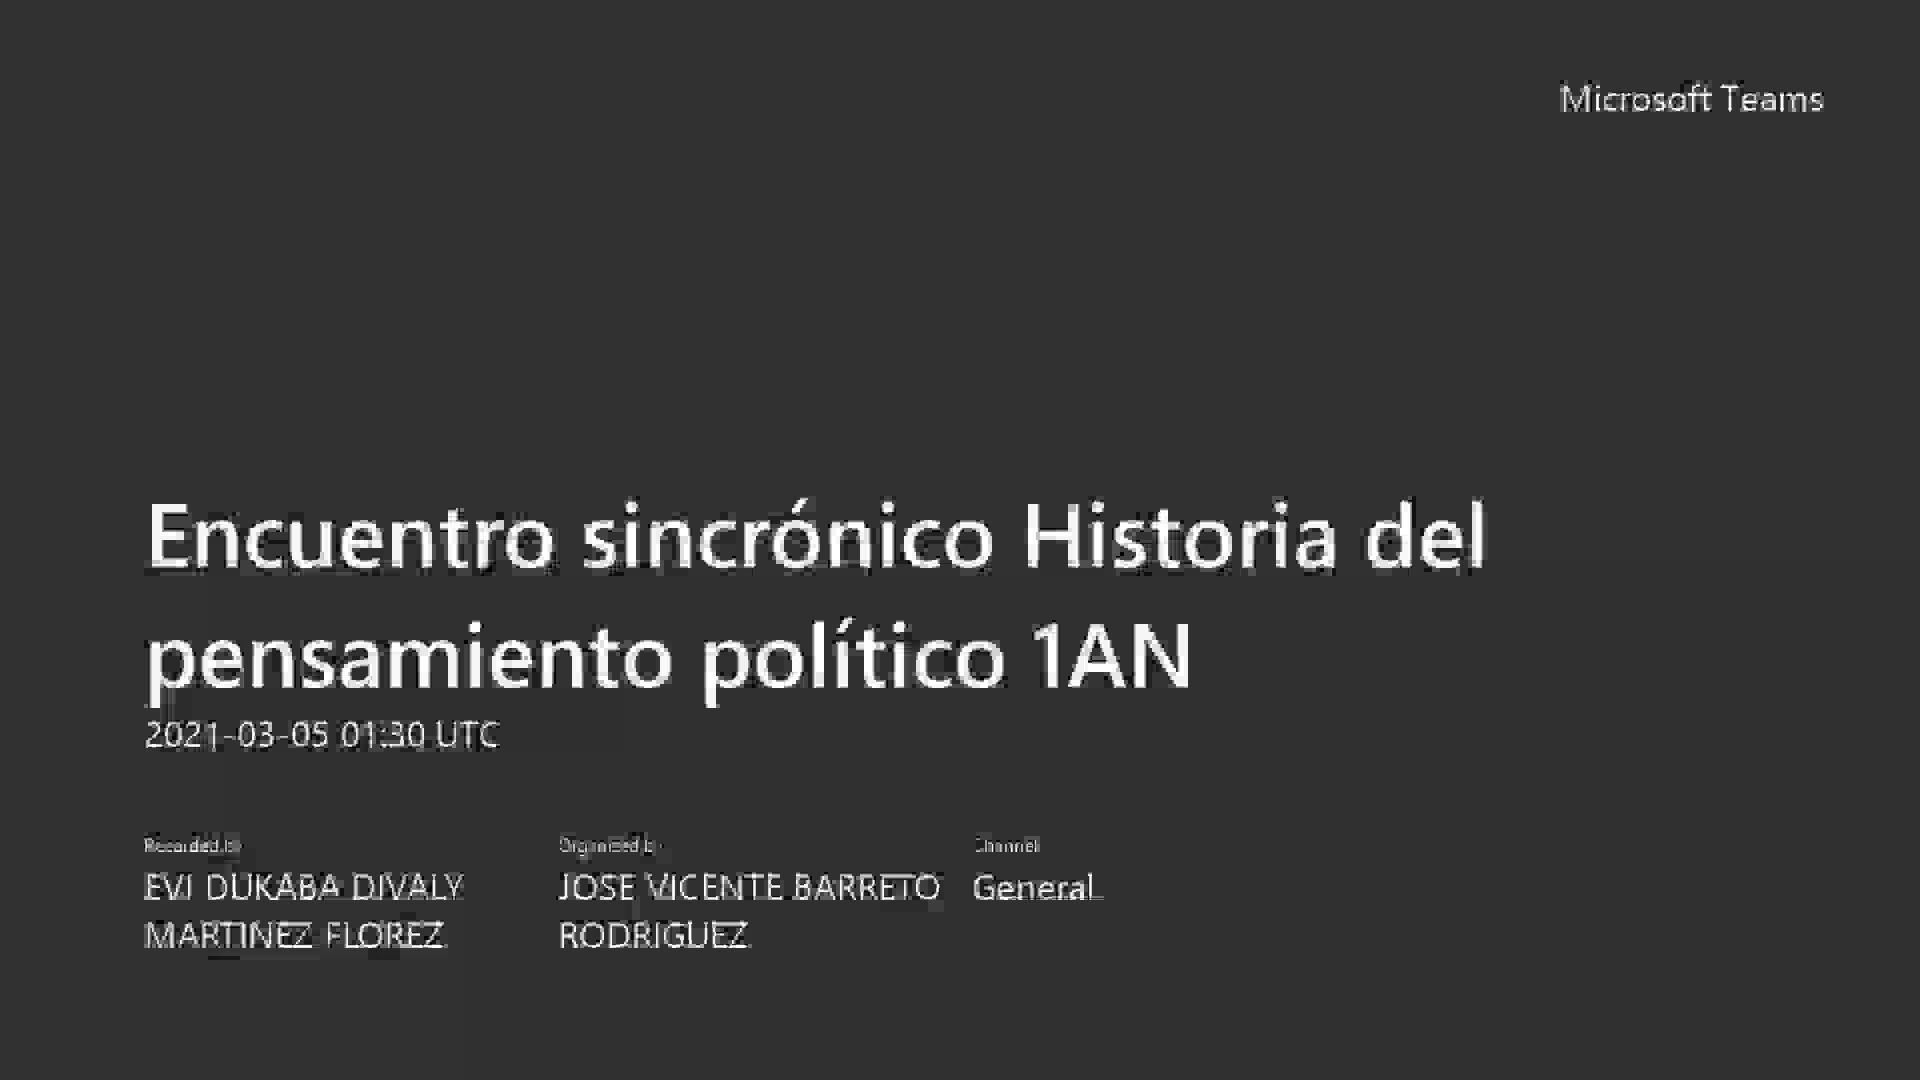 Microsoft Teams
Encuentro sincrónico Historia del
pensamiento político 1AN
2021-03-05 01:30 UTC
Recorded by
Organized by
Channel
EVI DUKABA DIVALY
MARTINEZ FLOREZ
JOSE VICENTE BARRETO
RODRIGUEZ
General